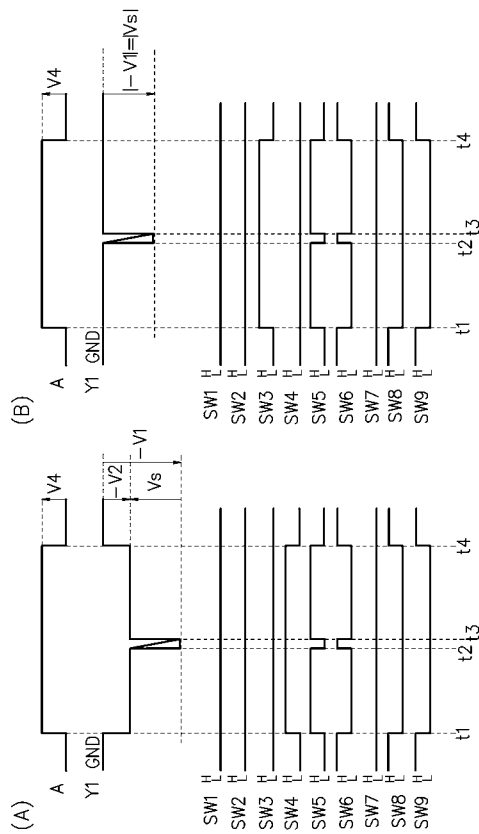 (A)
A
V4
Y1 GND
-V2
-V1
Vs
SW1 H L
SW2 H L
SW3 H L
SW4 H L
SW5 H L
SW6 H L
SW7 H L
SW8 H L
SW9 H L
t1 t2 t3 t4
(B)
A
V4
Y1 GND
|-V1|=|Vs|
SW1 H L
SW2 H L
SW3 H L
SW4 H L
SW5 H L
SW6 H L
SW7 H L
SW8 H L
SW9 H L
t1 t2 t3 t4